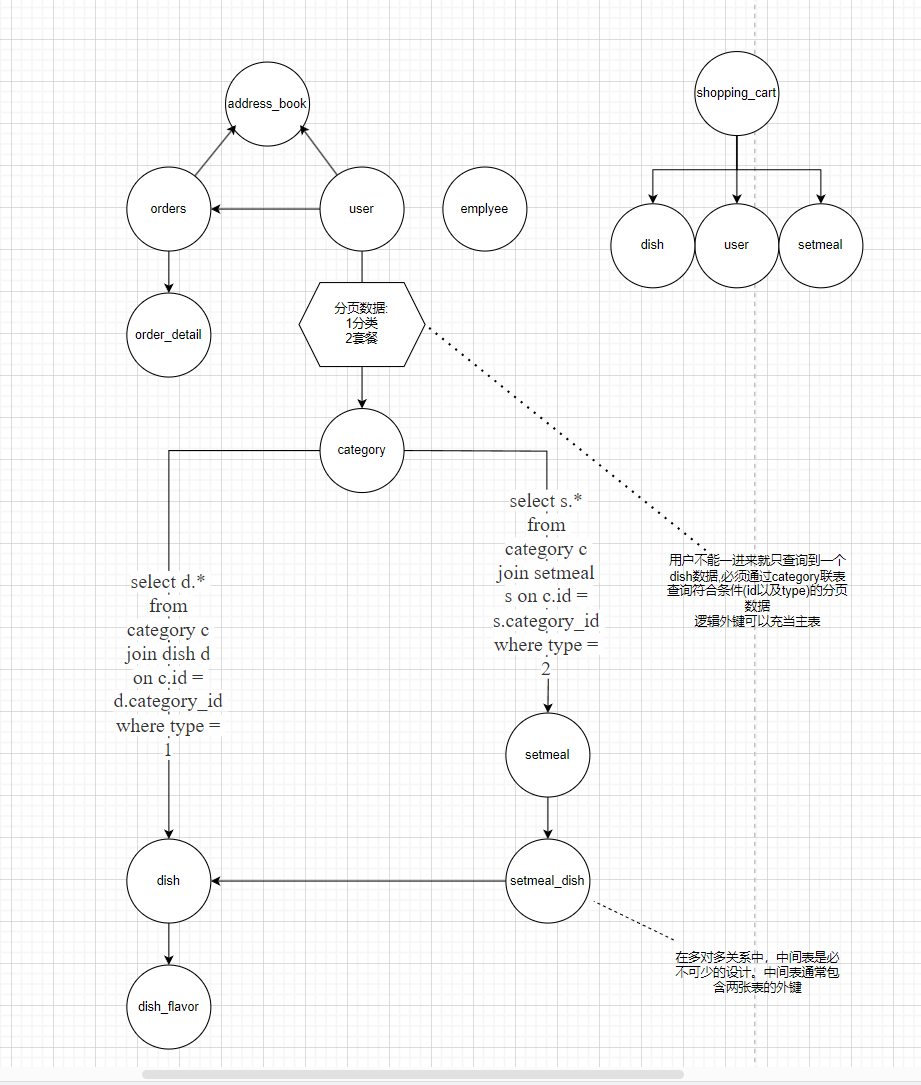 address_book
shopping_cart
orders
user
emplyee
dish
user
setmeal
order_detail
分页数据:
1分类
2套餐
category
select s.*
from
category c
join setmeal
s on c.id =
s.category_id
where type =
2
用户不能一进来就只查询到一个
dish数据,必须通过category联表
查询符合条件(id以及type)的分页
数据
逻辑外键可以充当主表
select d.*
from
category c
join dish d
on c.id =
d.category_id
where type =
1
setmeal
dish
setmeal_dish
在多对多关系中，中间表是必
不可少的设计。中间表通常包
含两张表的外键
dish_flavor